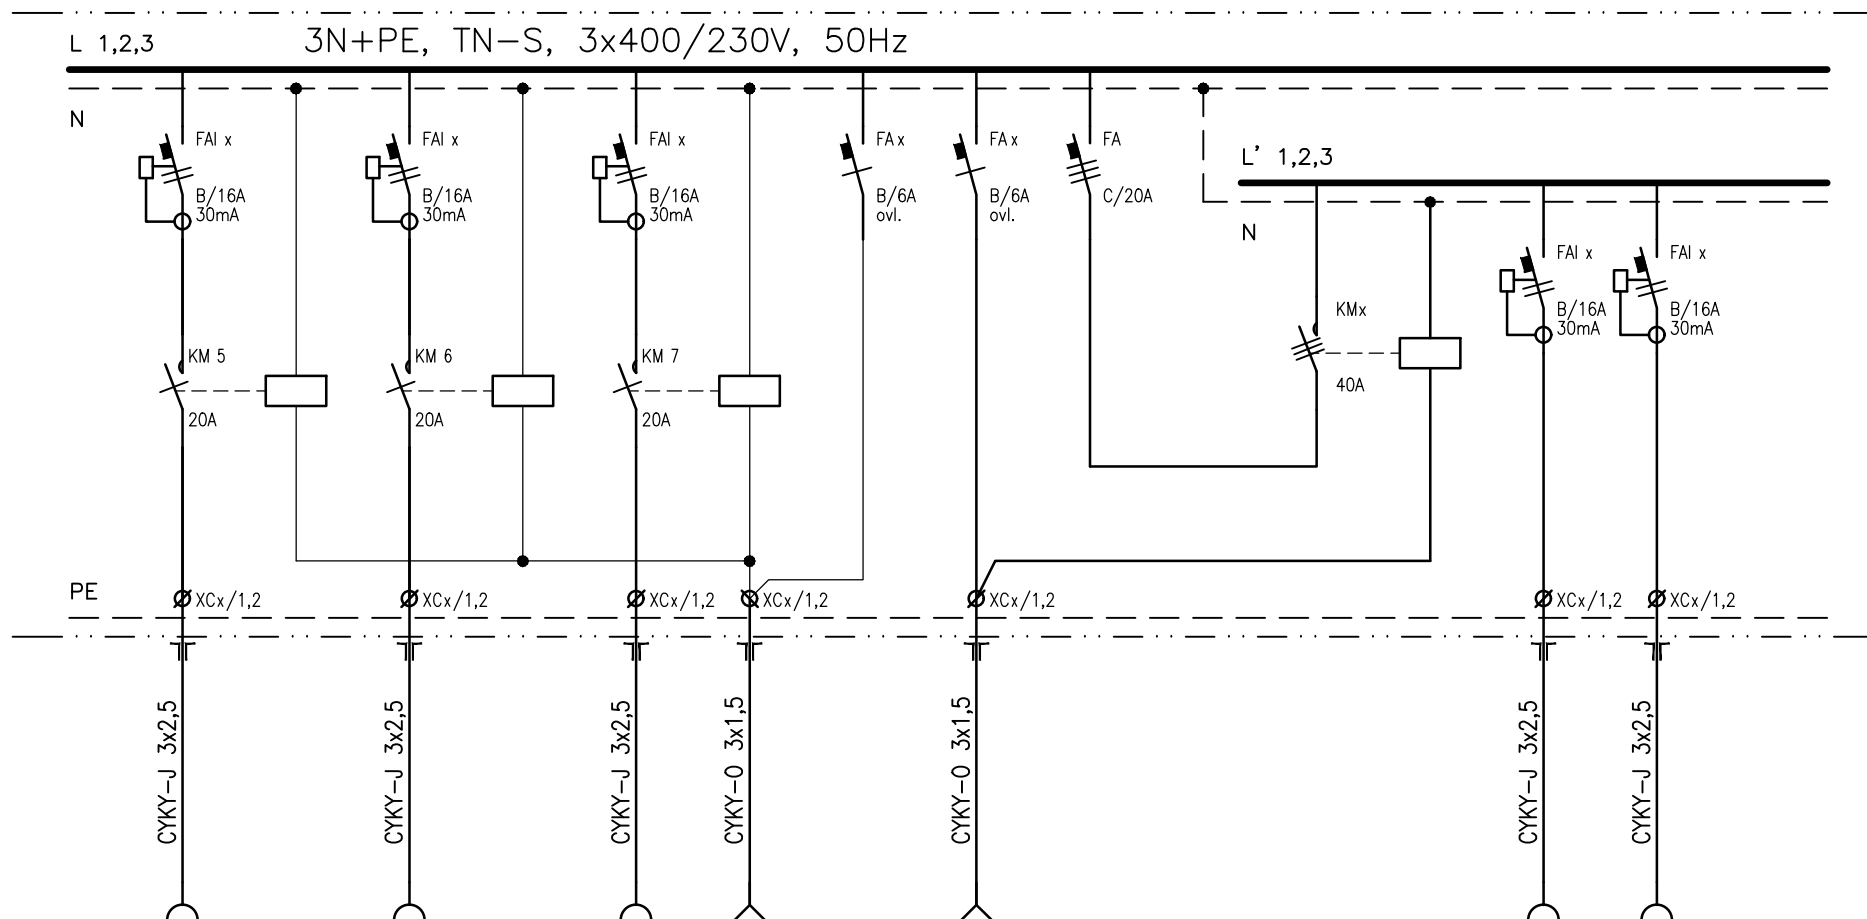 L 1,2,3
3N+PE, TN-S, 3x400/230V, 50Hz
N
FAI x
B/16A
30mA
FAI x
B/16A
30mA
FAI x
B/16A
30mA
FA x
B/6A
ovl.
FA x
B/6A
ovl.
FA
C/20A
L' 1,2,3
N
FAI x
B/16A
30mA
FAI x
B/16A
30mA
KMx
40A
KM 5
20A
KM 6
20A
KM 7
20A
PE
XCx/1,2
XCx/1,2
XCx/1,2
XCx/1,2
XCx/1,2
XCx/1,2
XCx/1,2
CYKY-J 3x2,5
CYKY-J 3x2,5
CYKY-J 3x2,5
CYKY-O 3x1,5
CYKY-O 3x1,5
CYKY-J 3x2,5
CYKY-J 3x2,5